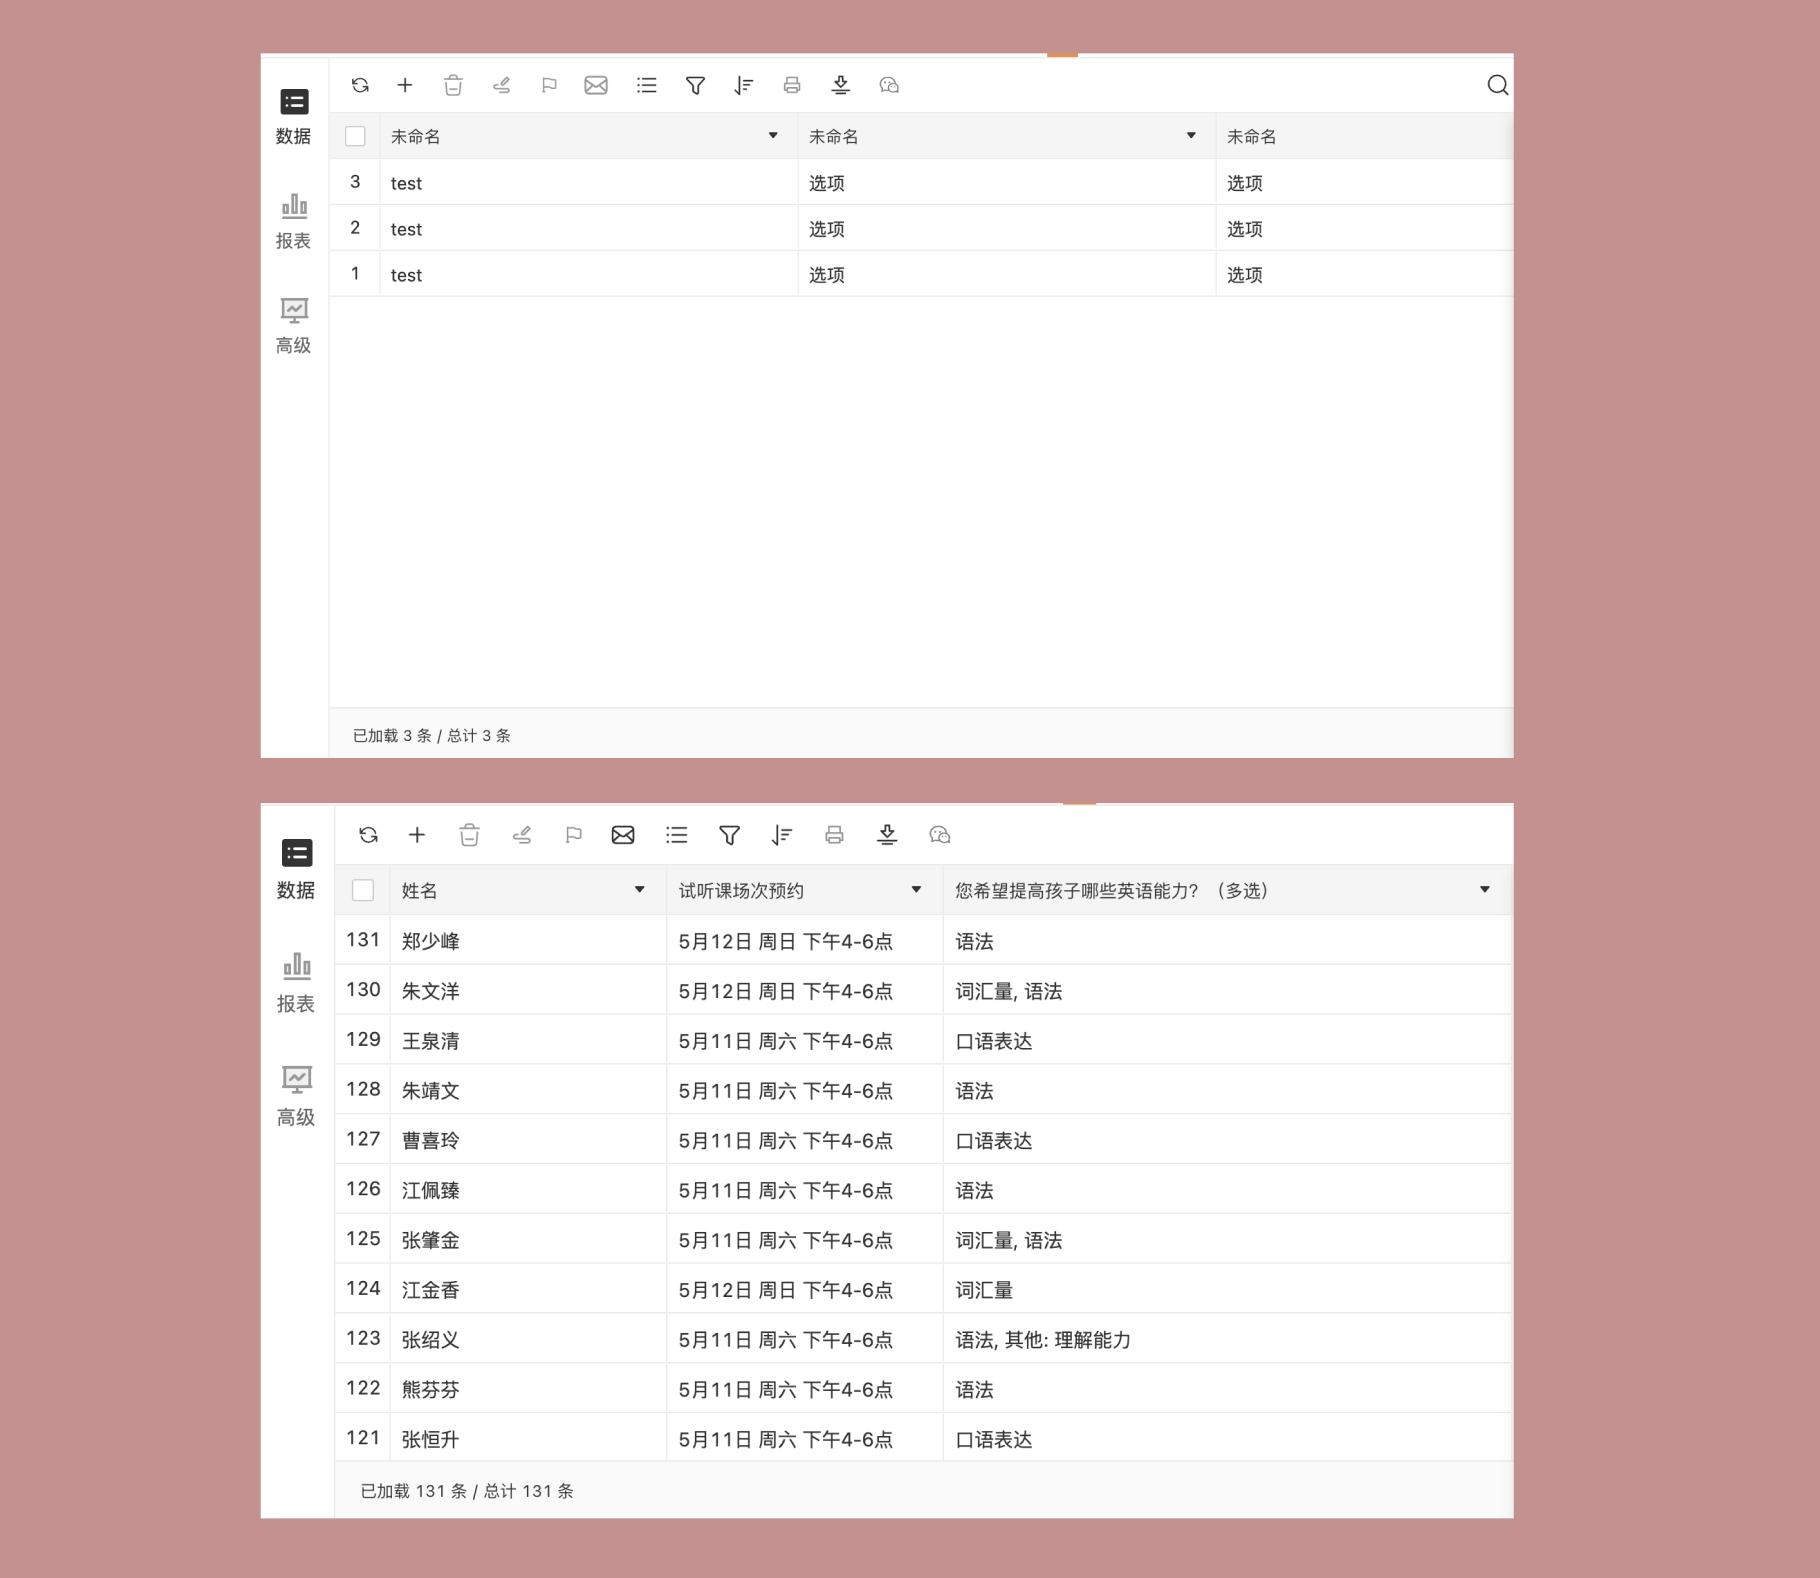 数据
报表
高级
未命名 未命名 未命名
3 test 选项 选项
2 test 选项 选项
1 test 选项 选项
已加载 3 条 / 总计 3 条
数据
报表
高级
姓名 试听课场次预约 您希望提高孩子哪些英语能力？（多选）
131 郑少峰 5月12日 周日 下午4-6点 语法
130 朱文洋 5月12日 周日 下午4-6点 词汇量, 语法
129 王泉清 5月11日 周六 下午4-6点 口语表达
128 朱靖文 5月11日 周六 下午4-6点 语法
127 曹喜玲 5月11日 周六 下午4-6点 口语表达
126 江佩臻 5月11日 周六 下午4-6点 语法
125 张肇金 5月11日 周六 下午4-6点 词汇量, 语法
124 江金香 5月12日 周日 下午4-6点 词汇量
123 张绍义 5月11日 周六 下午4-6点 语法, 其他: 理解能力
122 熊芬芬 5月11日 周六 下午4-6点 语法
121 张恒升 5月11日 周六 下午4-6点 口语表达
已加载 131 条 / 总计 131 条